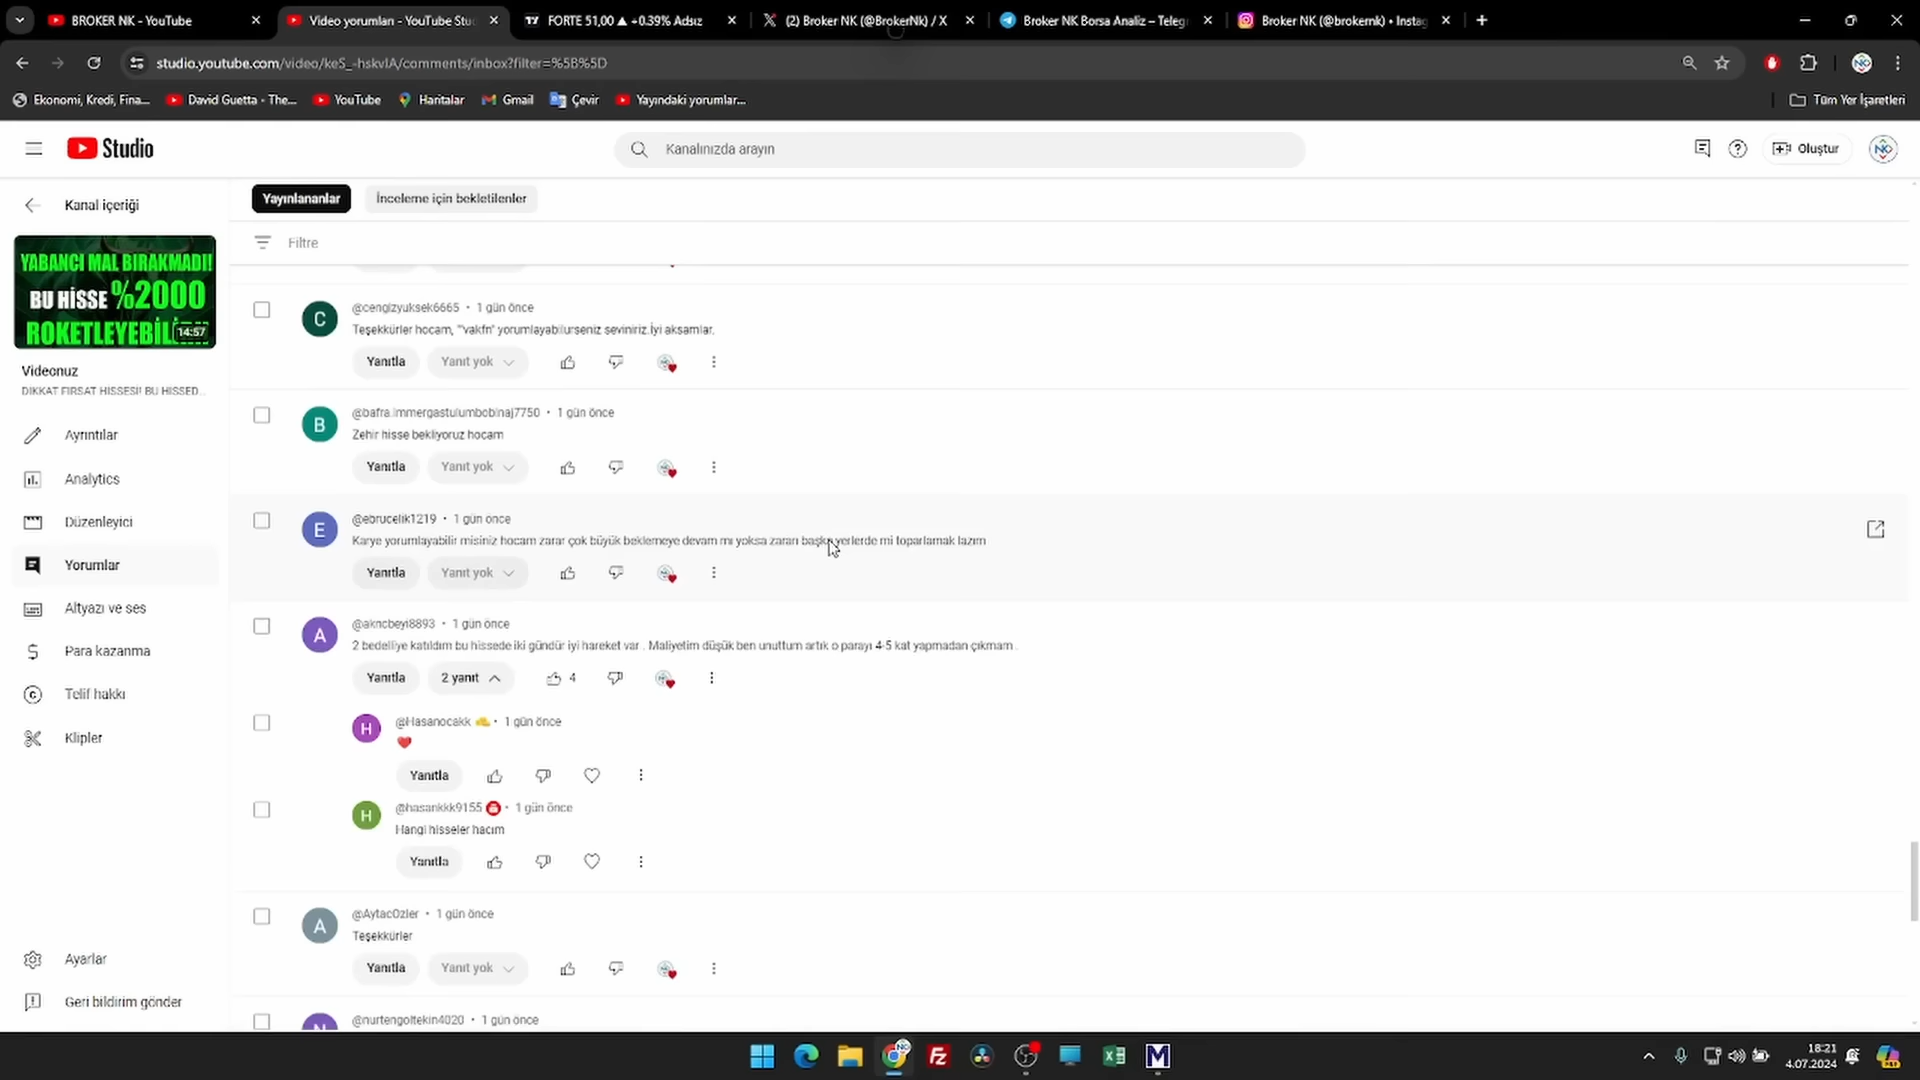 BROKER NK - YouTube
Video yorumları - YouTube Stu
FORTE 51,00 ▲ +0.39% Adsız
(2) Broker NK (@BrokerNk) / X
Broker NK Borsa Analiz – Teleg
Broker NK (@brokernk) • Instag
studio.youtube.com/video/keS_-hskvIA/comments/inbox?filter=%5B%5D
Ekonomi, Kredi, Fina...
David Guetta - The...
YouTube
Haritalar
Gmail
Çevir
Yayındaki yorumlar...
Tüm Yer İşaretleri
Studio
Kanalınızda arayın
Oluştur
Kanal içeriği
YABANCI MAL BIRAKMADI!
BU HİSSE %2000
ROKETLEYEBİL
14:57
Videonuz
DİKKAT FIRSAT HİSSESİ! BU HİSSED...
Ayrıntılar
Analytics
Düzenleyici
Yorumlar
Altyazı ve ses
Para kazanma
Telif hakkı
Klipler
Ayarlar
Geri bildirim gönder
Yayınlananlar
İnceleme için bekletilenler
Filtre
@cengizyuksek6665 • 1 gün önce
Teşekkürler hocam, "vakfn" yorumlayabilurseniz seviniriz.İyi aksamlar.
Yanıtla
Yanıt yok
@bafra.immergastulumbobinaj7750 • 1 gün önce
Zehir hisse bekliyoruz hocam
Yanıtla
Yanıt yok
@ebrucelik1219 • 1 gün önce
Karye yorumlayabilir misiniz hocam zarar çok büyük beklemeye devam mı yoksa zararı başka yerlerde mi toparlamak lazım
Yanıtla
Yanıt yok
@akncbeyi8893 • 1 gün önce
2 bedelliye katıldım bu hissede iki gündür iyi hareket var . Maliyetim düşük ben unuttum artık o parayı 4-5 kat yapmadan çıkmam .
Yanıtla
2 yanıt
4
@Hasanocakk • 1 gün önce
❤️
Yanıtla
@hasankkk9155 • 1 gün önce
Hangi hisseler hacım
Yanıtla
@AytacOzler • 1 gün önce
Teşekkürler
Yanıtla
Yanıt yok
@nurtengoltekin4020 • 1 gün önce
18:21
4.07.2024